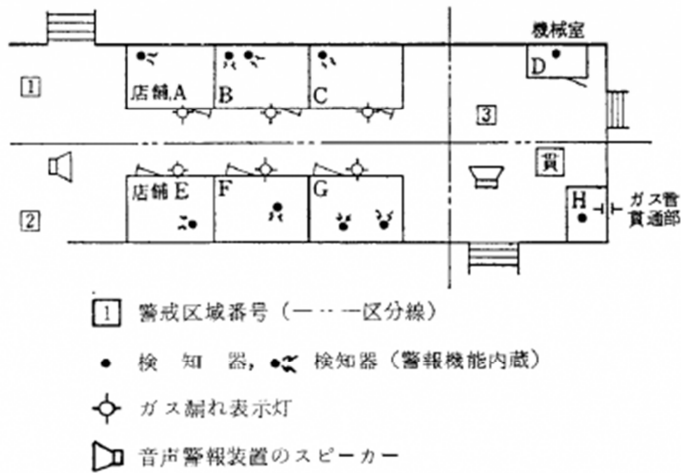 機械室
1
店舗A
B
C
D
3
貫
店舗E
F
G
H
ガス管
貫通部
2
1 警戒区域番号(—‥—区分線)
検知器, 検知器(警報機能内蔵)
ガス漏れ表示灯
音声警報装置のスピーカー